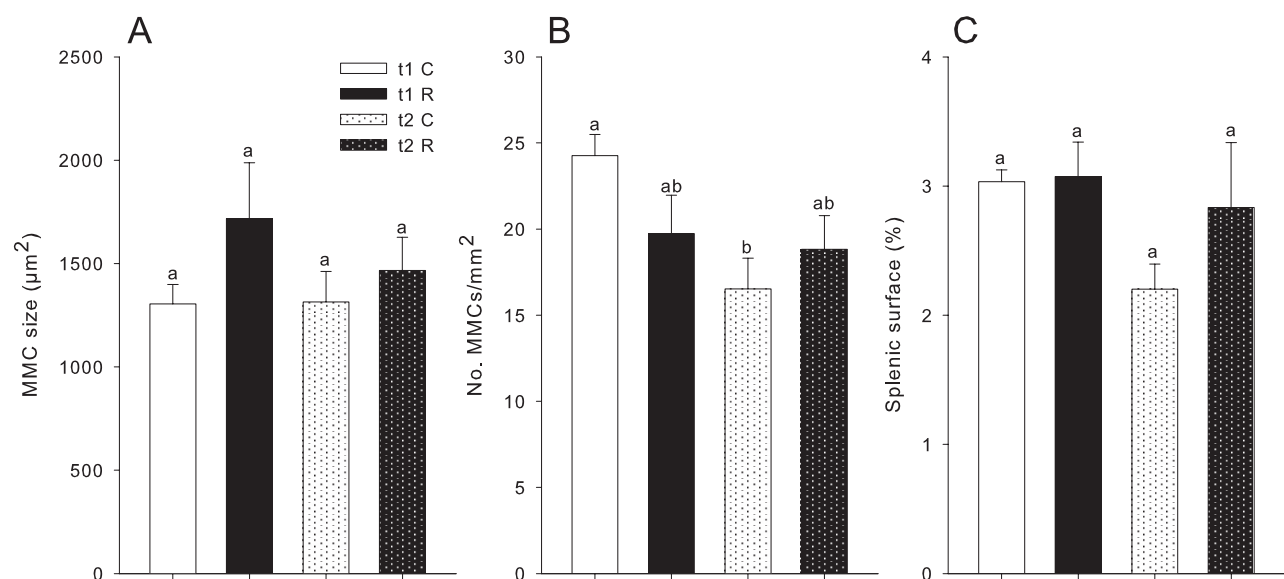 A
MMC size (µm²)
2500
2000
1500
1000
500
0
t1 C
t1 R
t2 C
t2 R
a
a
a
a
B
No. MMCs/mm²
30
25
20
15
10
5
0
a
ab
b
ab
C
Splenic surface (%)
4
3
2
1
0
a
a
a
a